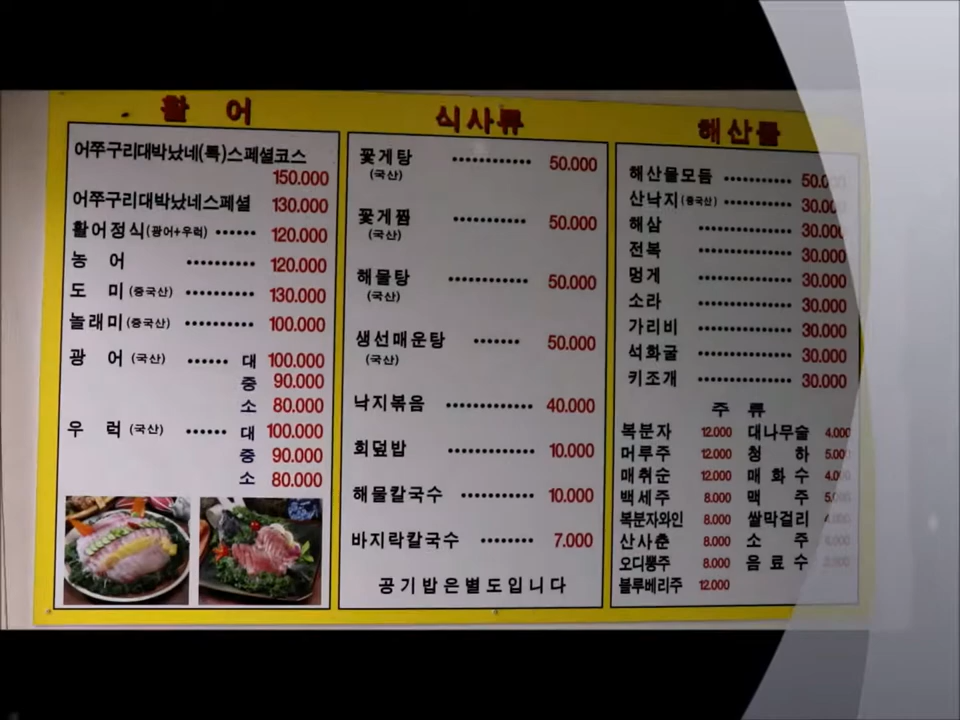 활 어
어쭈구리대박났네(특)스페셜코스
150.000
어쭈구리대박났네스페셜 130.000
활어정식(광어+우럭) 120.000
농 어 120.000
도 미 (중국산) 130.000
놀래미(중국산) 100.000
광 어 (국산) 대 100.000
중 90.000
소 80.000
우 럭 (국산) 대 100.000
중 90.000
소 80.000
식사류
꽃게탕 50.000
(국산)
꽃게찜 50.000
(국산)
해물탕 50.000
(국산)
생선매운탕 50.000
(국산)
낙지볶음 40.000
회덮밥 10.000
해물칼국수 10.000
바지락칼국수 7.000
공기밥은별도입니다
해산물
해산물모듬 50.000
산낙지(중국산) 30.000
해삼 30.000
전복 30.000
멍게 30.000
소라 30.000
가리비 30.000
석화굴 30.000
키조개 30.000
주 류
복분자 12.000 대나무술 4.000
머루주 12.000 청 하 5.000
매취순 12.000 매 화 수 4.000
백세주 8.000 맥 주
복분자와인 8.000 쌀막걸리
산사춘 8.000 소 주
오디뽕주 8.000 음 료 수
블루베리주 12.000